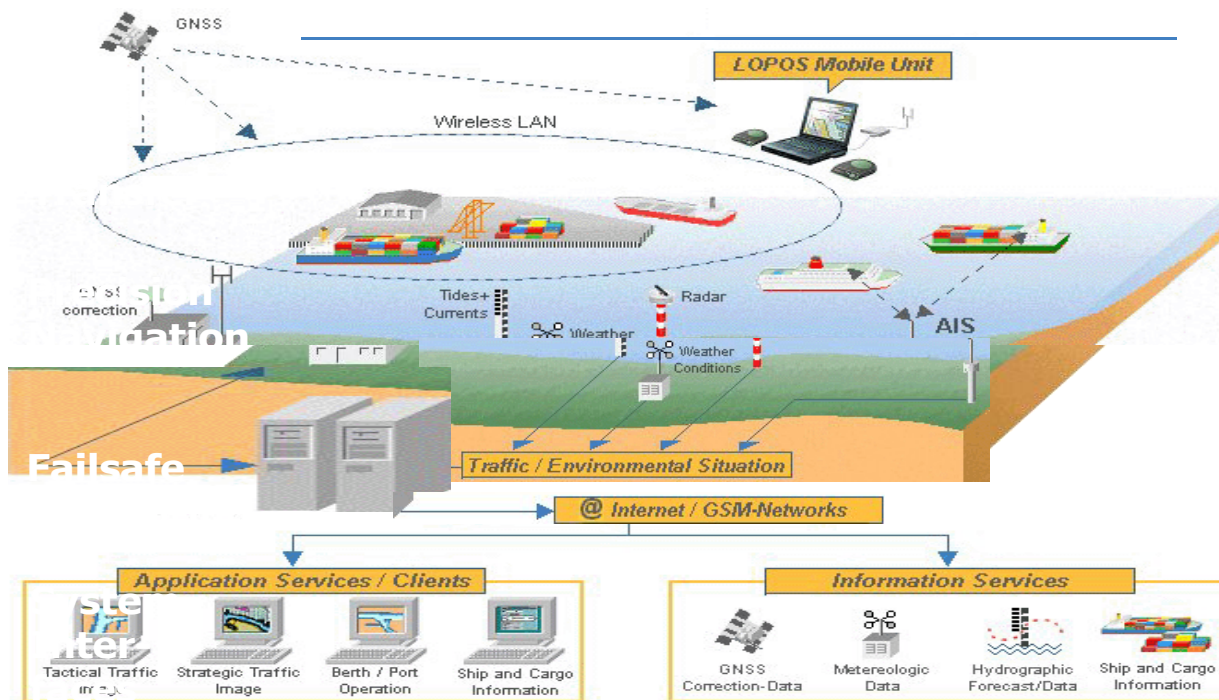 GNSS
LOPOS Mobile Unit
Wireless LAN
correction
Tides+
Currents
Radar
Weather
AIS
Weather
Conditions
Failsafe
Traffic / Environmental Situation
@ Internet / GSM-Networks
Application Services / Clients
Information Services
Tactical Traffic
Strategic Traffic
Image
Berth / Port
Operation
Ship and Cargo
Information
GNSS
Correction-Data
Metereologic
Data
Hydrographic
Forecast/Data
Ship and Cargo
Information